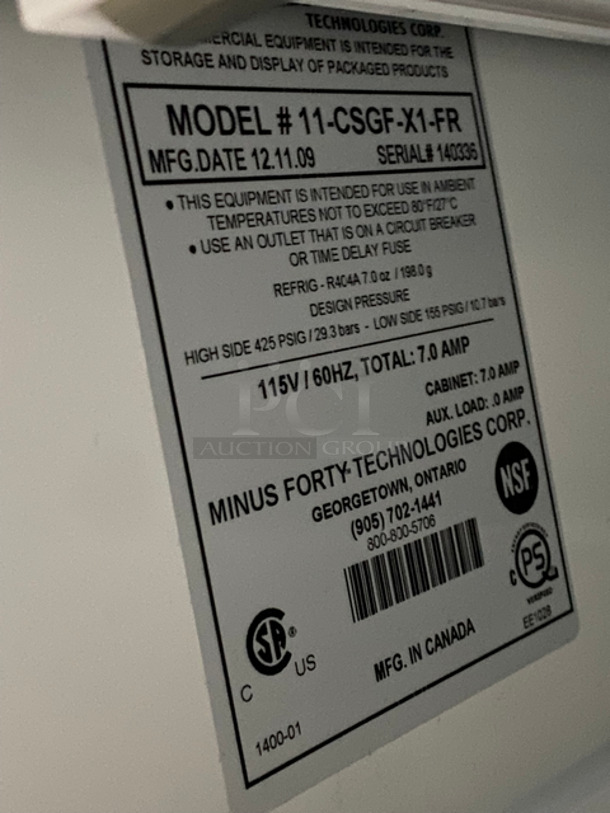 TECHNOLOGIES CORP.
EQUIPMENT IS INTENDED FOR THE
STORAGE AND DISPLAY OF PACKAGED PRODUCTS
MODEL # 11-CSGF-X1-FR
MFG.DATE 12.11.09 SERIAL# 140336
• THIS EQUIPMENT IS INTENDED FOR USE IN AMBIENT
TEMPERATURES NOT TO EXCEED 80°F/27°C
• USE AN OUTLET THAT IS ON A CIRCUIT BREAKER
OR TIME DELAY FUSE
REFRIG - R404A 7.0 oz / 198.0 g
DESIGN PRESSURE
HIGH SIDE 425 PSIG / 29.3 bars - LOW SIDE 155 PSIG / 10.7 bars
115V / 60HZ, TOTAL: 7.0 AMP
CABINET: 7.0 AMP
AUX. LOAD: .0 AMP
PCI
AUCTION GROUP
MINUS FORTY TECHNOLOGIES CORP.
GEORGETOWN, ONTARIO
(905) 702-1441
800-800-5706
NSF
PS
C
VERIFIED
EE1028
SA ®
C US
MFG. IN CANADA
1400-01